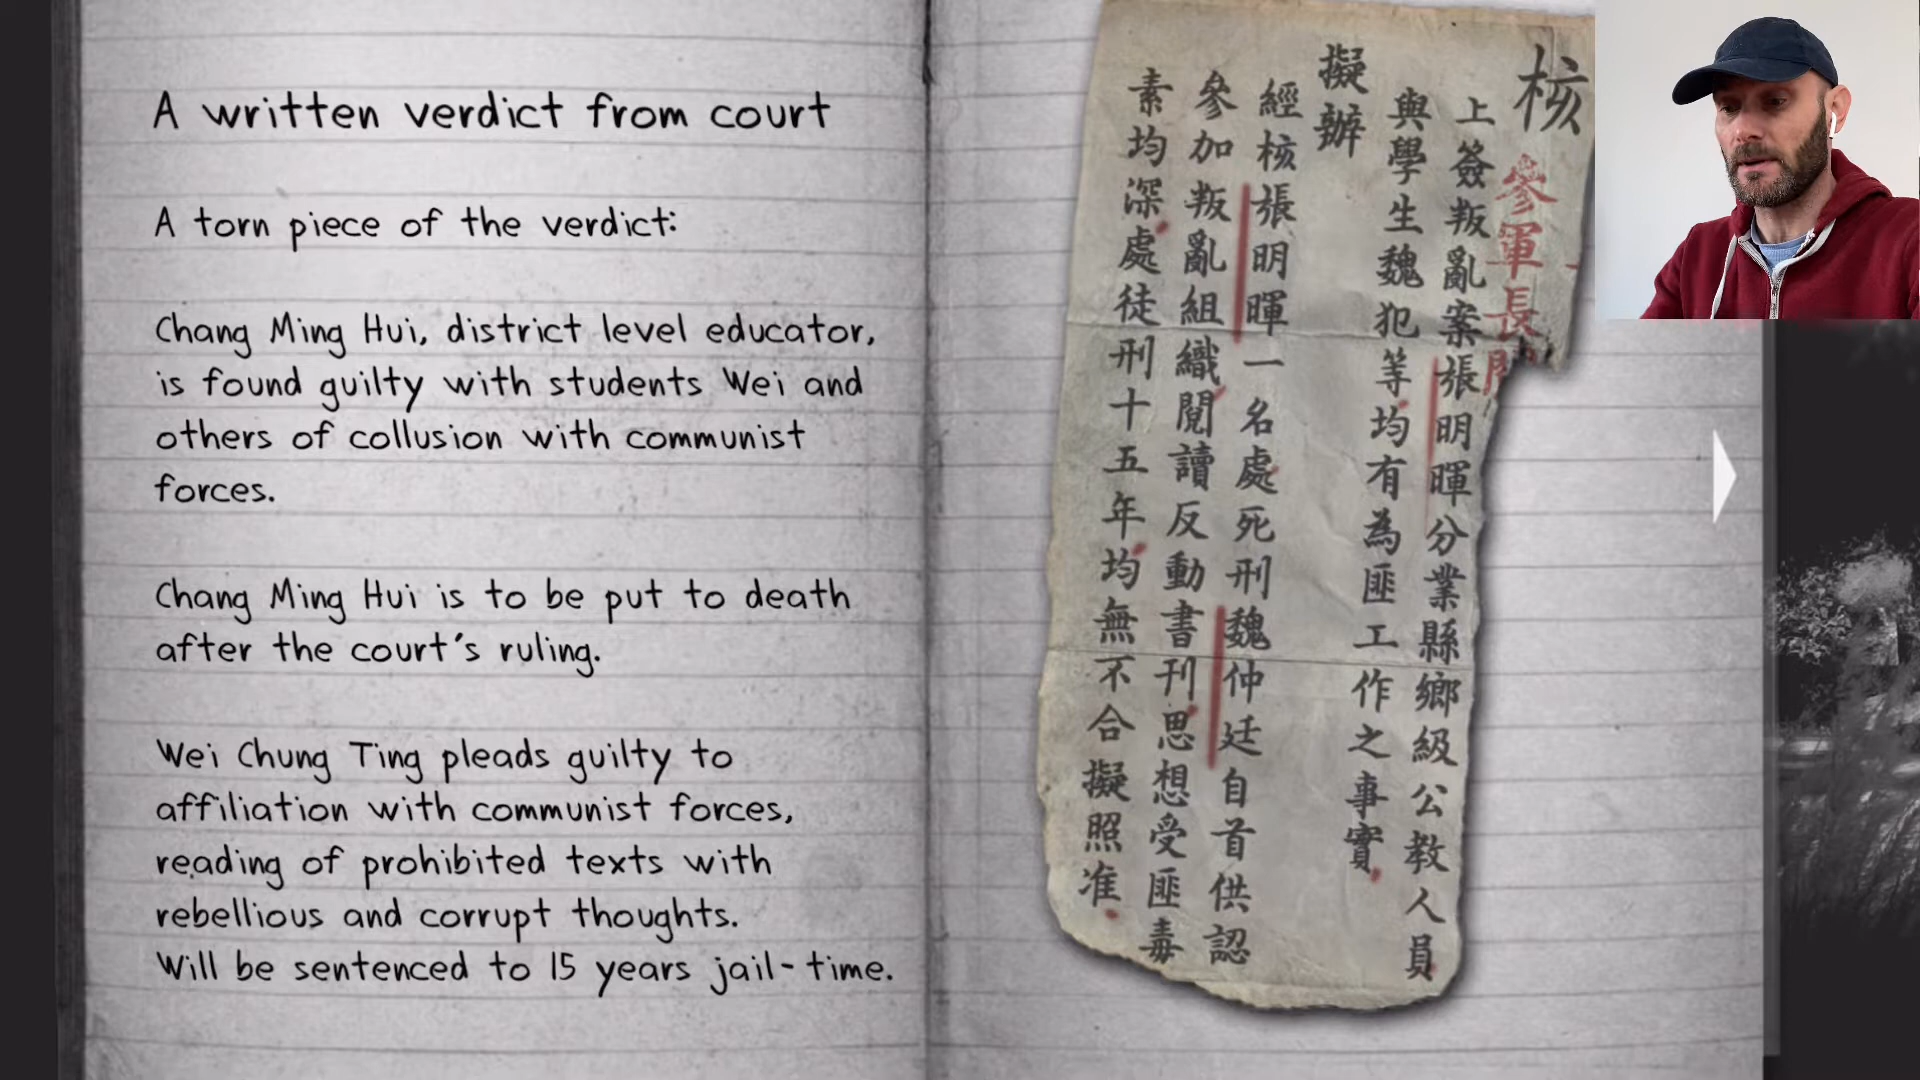 A written verdict from court
A torn piece of the verdict:
Chang Ming Hui, district level educator,
is found guilty with students Wei and
others of collusion with communist
forces.
Chang Ming Hui is to be put to death
after the court's ruling.
Wei Chung Ting pleads guilty to
affiliation with communist forces,
reading of prohibited texts with
rebellious and corrupt thoughts.
Will be sentenced to 15 years jail-time.
核
參軍長
上簽叛亂案張明暉分業縣鄉級公教人員
與學生魏犯等均有為匪工作之事實
擬辦
經核張明暉一名處死刑魏仲廷自首供認
參加叛亂組織閱讀反動書刊思想受匪毒
素均深處徒刑十五年均無不合擬照准